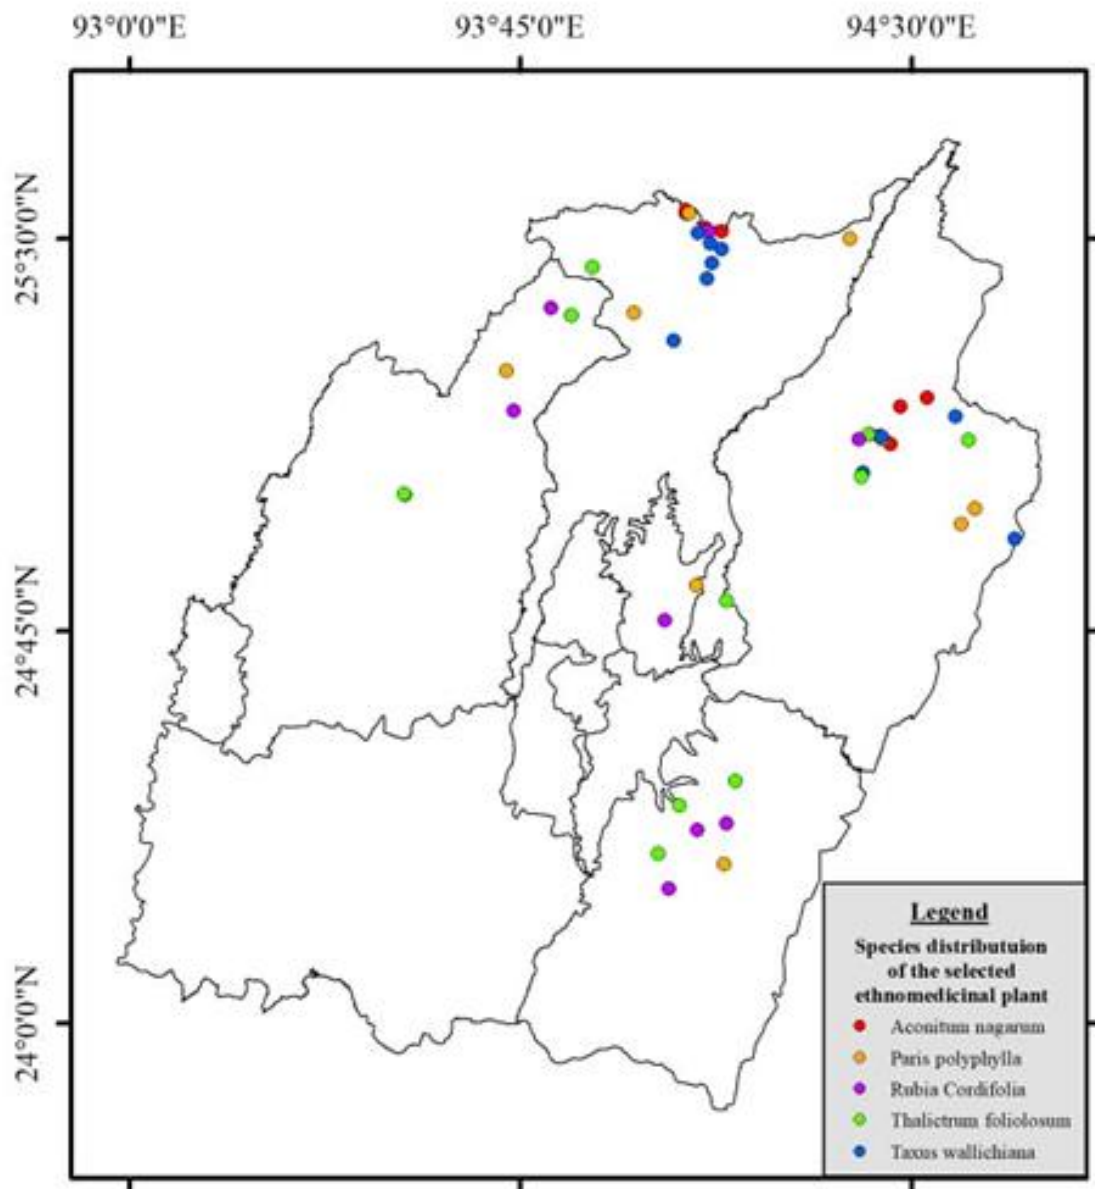 93°0'0"E
93°45'0"E
94°30'0"E
25°30'0"N
24°45'0"N
24°0'0"N
Legend
Species distributuion
of the selected
ethnomedicinal plant
Aconitum nagarum
Paris polyphylla
Rubia Cordifolia
Thalictrum foliolosum
Taxus wallichiana